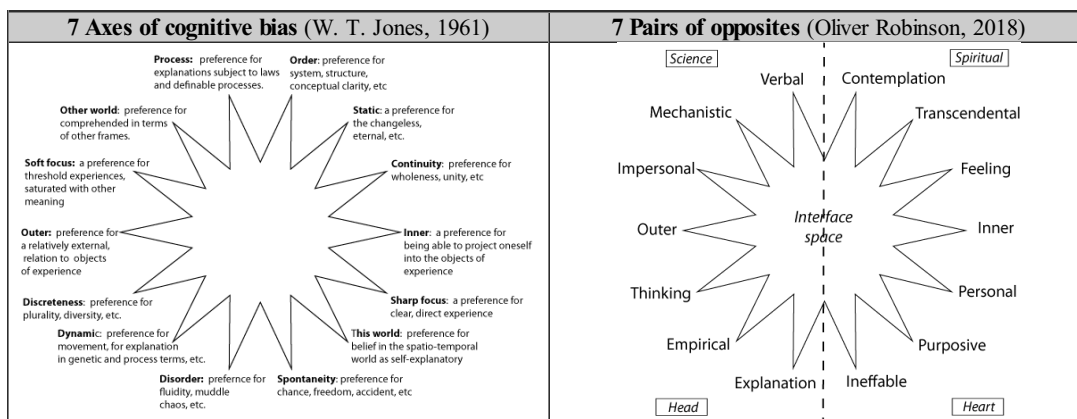 7 Axes of cognitive bias (W. T. Jones, 1961)
Process: preference for
explanations subject to laws
and definable processes.
Order: preference for
system, structure,
conceptual clarity, etc
Other world: preference for
comprehended in terms
of other frames.
Static: a preference for
the changeless,
eternal, etc.
Soft focus: a preference for
threshold experiences,
saturated with other
meaning
Continuity: preference for
wholeness, unity, etc
Outer: preference for
a relatively external,
relation to objects
of experience
Inner: preference for
being able to project oneself
into the objects of
experience
Discreteness: preference for
plurality, diversity, etc.
Sharp focus: a preference for
clear, direct experience
Dynamic: preference for
movement, for explanation
in genetic and process terms, etc.
This world: preference for
belief in the spatio-temporal
world as self-explanatory
Disorder: prefernce for
fluidity, muddle
chaos, etc.
Spontaneity: preference for
chance, freedom, accident, etc
7 Pairs of opposites (Oliver Robinson, 2018)
Science
Spiritual
Verbal
Contemplation
Mechanistic
Transcendental
Impersonal
Feeling
Outer
Interface
space
Inner
Thinking
Personal
Empirical
Purposive
Explanation
Ineffable
Head
Heart